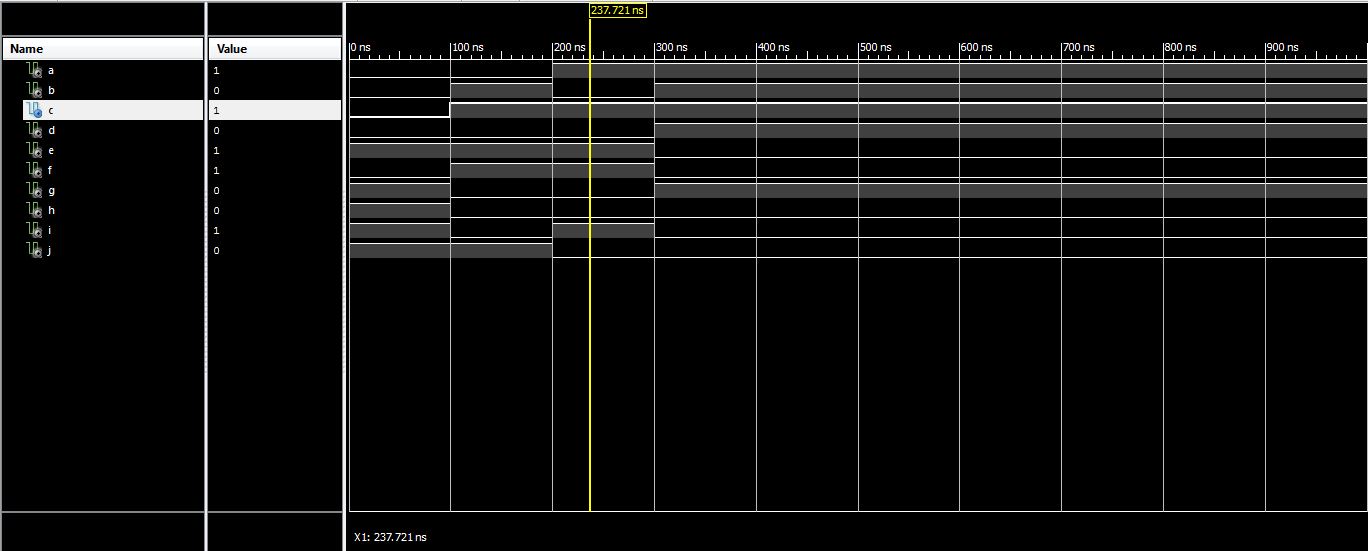 237.721 ns
Name Value
0 ns 100 ns 200 ns 300 ns 400 ns 500 ns 600 ns 700 ns 800 ns 900 ns
a 1
b 0
c 1
d 0
e 1
f 1
g 0
h 0
i 1
j 0
X1: 237.721 ns